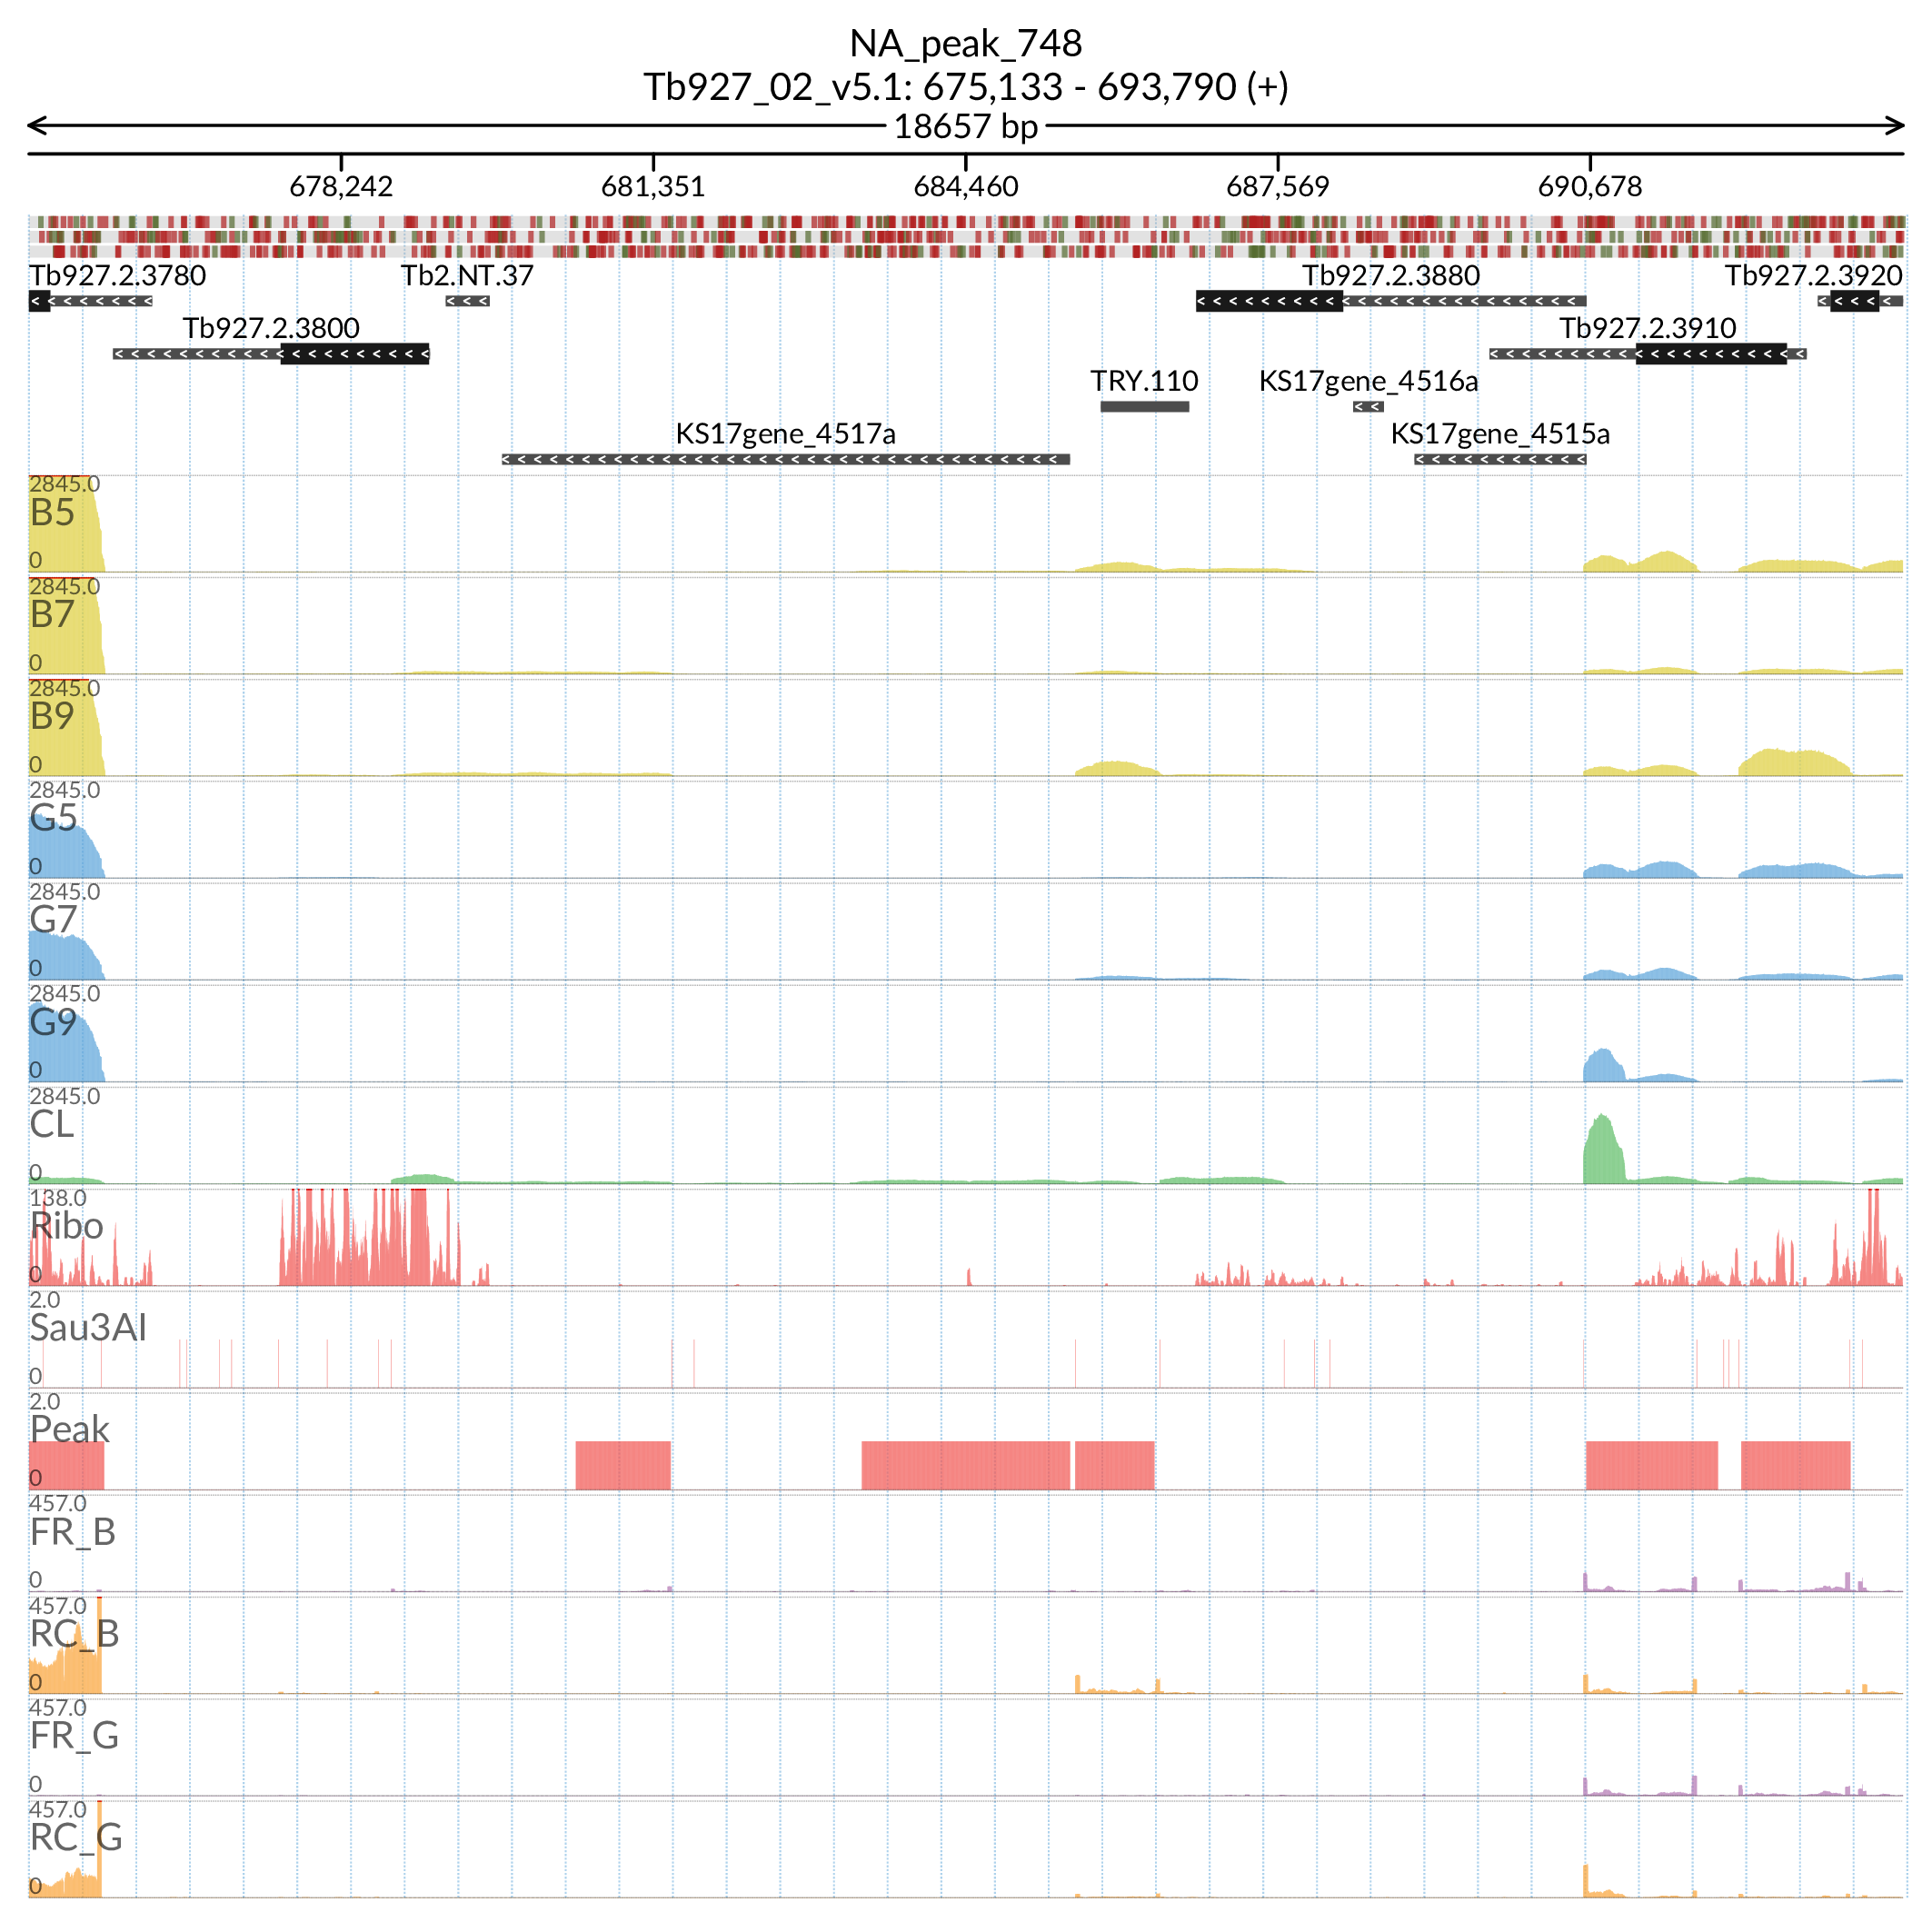 NA_peak_748
Tb927_02_v5.1: 675,133 - 693,790 (+)
18657 bp
678,242 681,351 684,460 687,569 690,678
Tb927.2.3780 Tb2.NT.37 Tb927.2.3880 Tb927.2.3920
Tb927.2.3800 Tb927.2.3910
TRY.110 KS17gene_4516a
KS17gene_4517a KS17gene_4515a
2845.0
B5
0
2845.0
B7
0
2845.0
B9
0
2845.0
G5
0
2845.0
G7
0
2845.0
G9
0
2845.0
CL
0
138.0
Ribo
0
2.0
Sau3AI
0
2.0
Peak
0
457.0
FR_B
0
457.0
RC_B
0
457.0
FR_G
0
457.0
RC_G
0